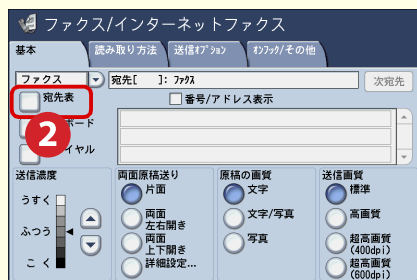 ファクス/インターネットファクス
基本 読み取り方法 送信ｵﾌﾟｼｮﾝ ｵﾝﾌｯｸ/その他
ファクス 宛先[ ]: ﾌｧｸｽ 次宛先
宛先表 番号/アドレス表示
2 ード
イヤル
送信濃度 両面原稿送り 原稿の画質 送信画質
うすく 片面 文字 標準
両面 左右開き 文字/写真 高画質
ふつう 両面 上下開き 写真 超高画質 (400dpi)
こく 詳細設定... 超高画質 (600dpi)